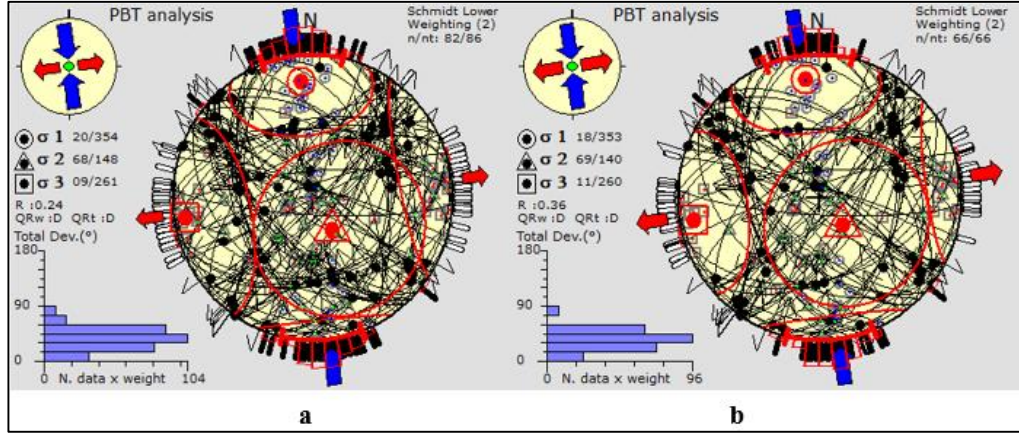 PBT analysis
N
Schmidt Lower
Weighting (2)
n/nt: 82/86
σ 1 20/354
σ 2 68/148
σ 3 09/261
R :0.24
QRw :D QRt :D
Total Dev.(°)
180
90
0
0 N. data x weight 104
a
PBT analysis
N
Schmidt Lower
Weighting (2)
n/nt: 66/66
σ 1 18/353
σ 2 69/140
σ 3 11/260
R :0.36
QRw :D QRt :D
Total Dev.(°)
180
90
0
0 N. data x weight 96
b